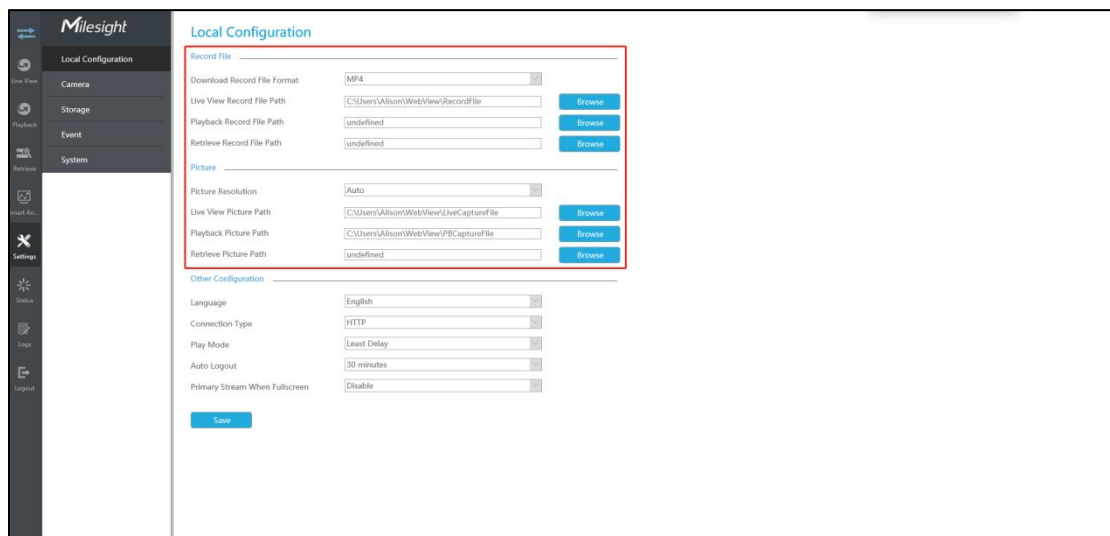 Milesight
Live View
Playback
Retrieve
Smart An...
Settings
Status
Logs
Logout
Local Configuration
Camera
Storage
Event
System
Local Configuration
Record File
Download Record File Format MP4
Live View Record File Path C:\Users\Alison\WebView\RecordFile Browse
Playback Record File Path undefined Browse
Retrieve Record File Path undefined Browse
Picture
Picture Resolution Auto
Live View Picture Path C:\Users\Alison\WebView\LiveCaptureFile Browse
Playback Picture Path C:\Users\Alison\WebView\PBCaptureFile Browse
Retrieve Picture Path undefined Browse
Other Configuration
Language English
Connection Type HTTP
Play Mode Least Delay
Auto Logout 30 minutes
Primary Stream When Fullscreen Disable
Save